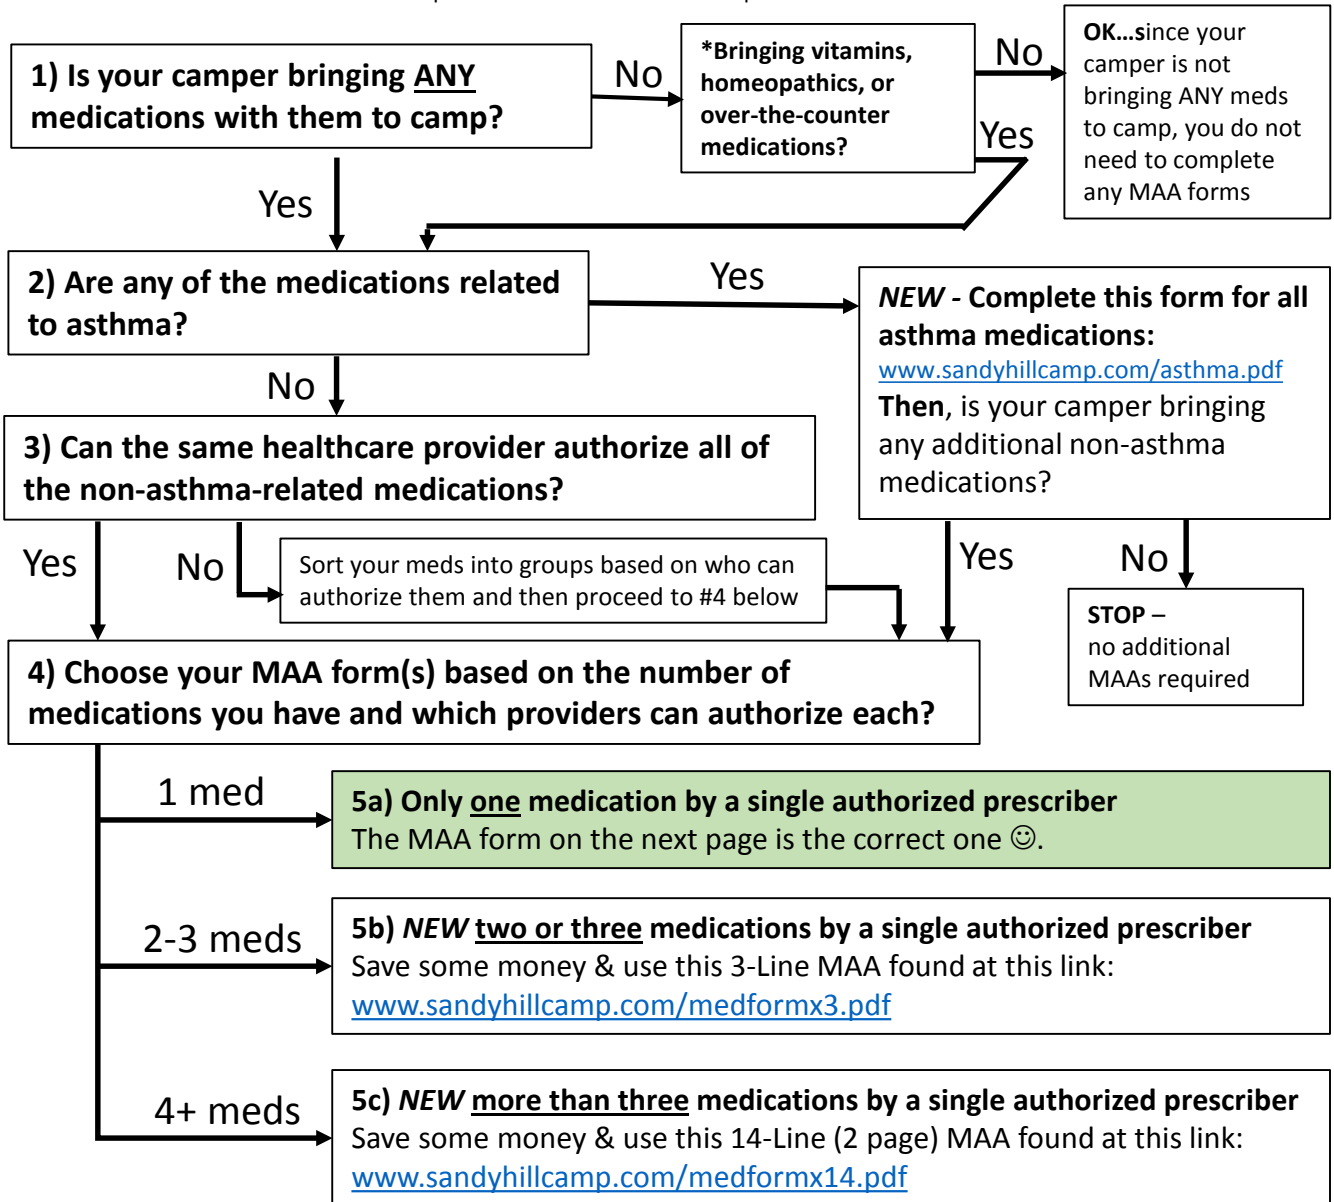 1) Is your camper bringing ANY
medications with them to camp?
No
*Bringing vitamins,
homeopathics, or
over-the-counter
medications?
No
Yes
OK...since your
camper is not
bringing ANY meds
to camp, you do not
need to complete
any MAA forms
Yes
2) Are any of the medications related
to asthma?
Yes
NEW - Complete this form for all
asthma medications:
www.sandyhillcamp.com/asthma.pdf
Then, is your camper bringing
any additional non-asthma
medications?
No
3) Can the same healthcare provider authorize all of
the non-asthma-related medications?
Yes
No
Sort your meds into groups based on who can
authorize them and then proceed to #4 below
Yes
No
STOP –
no additional
MAAs required
4) Choose your MAA form(s) based on the number of
medications you have and which providers can authorize each?
1 med
5a) Only one medication by a single authorized prescriber
The MAA form on the next page is the correct one ☺.
2-3 meds
5b) NEW two or three medications by a single authorized prescriber
Save some money & use this 3-Line MAA found at this link:
www.sandyhillcamp.com/medformx3.pdf
4+ meds
5c) NEW more than three medications by a single authorized prescriber
Save some money & use this 14-Line (2 page) MAA found at this link:
www.sandyhillcamp.com/medformx14.pdf